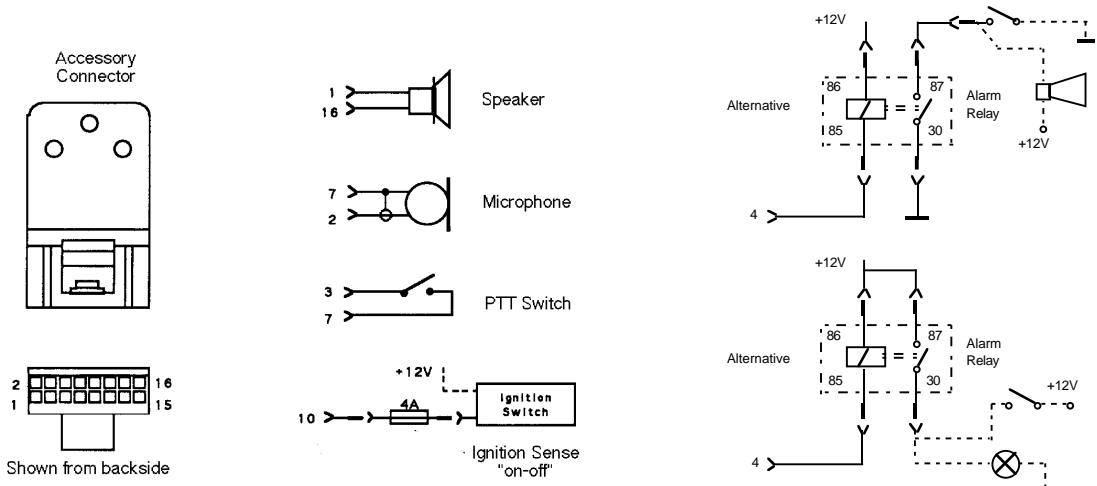 Accessory
Connector
2
16
1
15
Shown from backside
1
16
Speaker
7
2
Microphone
3
7
PTT Switch
+12V
10
4A
Ignition
Switch
Ignition Sense
"on-off"
+12V
86
87
Alternative
Alarm
Relay
85
30
+12V
4
+12V
86
87
Alternative
Alarm
Relay
85
30
+12V
4